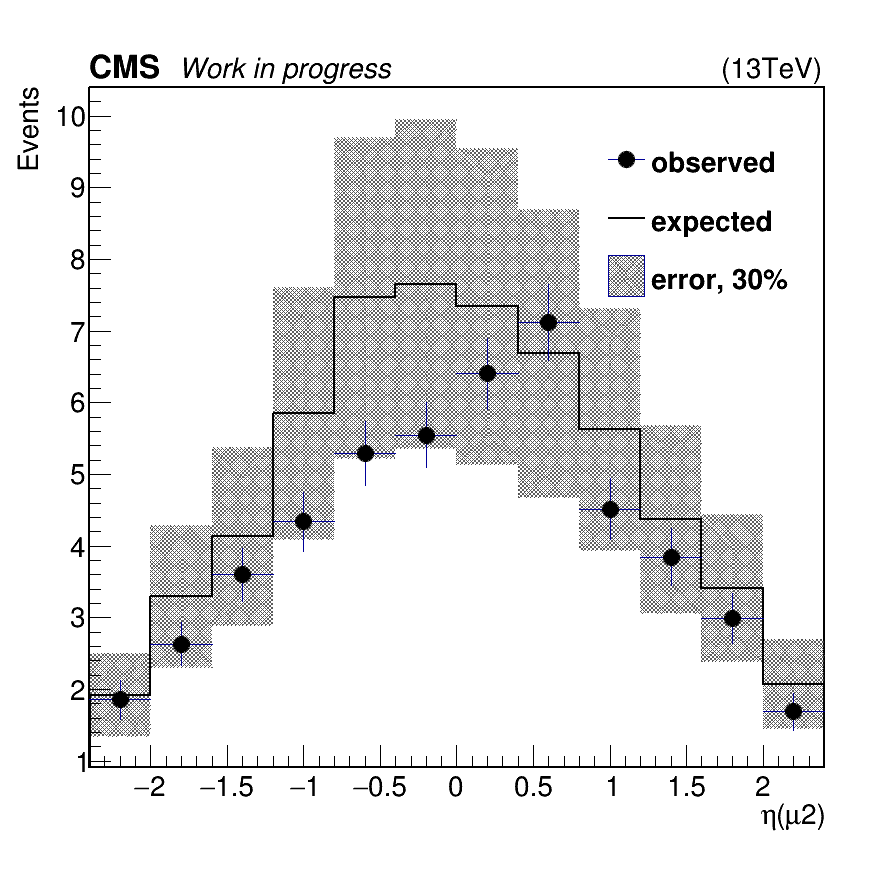 CMS Work in progress (13TeV)
Events
10
9
8
7
6
5
4
3
2
1
observed
expected
error, 30%
−2 −1.5 −1 −0.5 0 0.5 1 1.5 2
η(μ2)